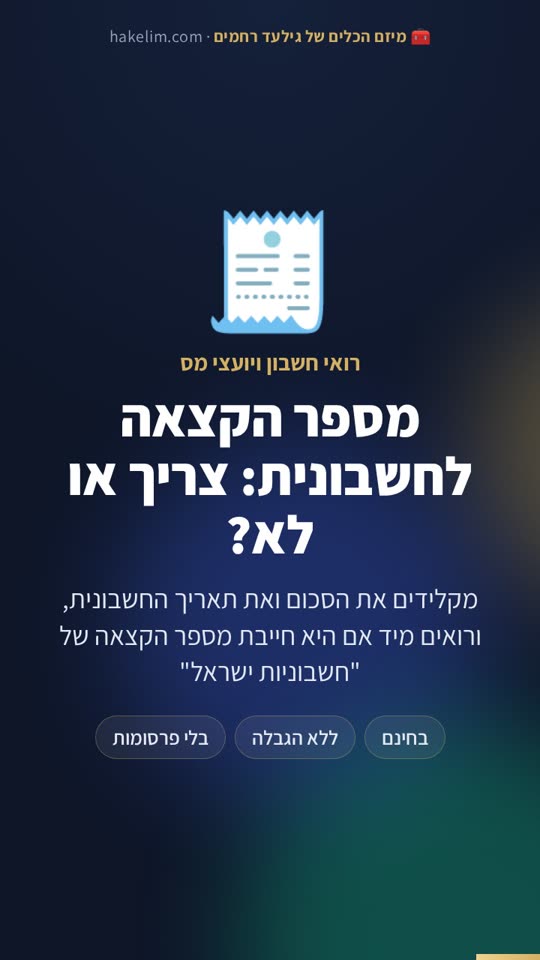 🧰 מיזם הכלים של גילעד רחמים · hakelim.com
רואי חשבון ויועצי מס
מספר הקצאה
לחשבונית: צריך או
לא?
מקלידים את הסכום ואת תאריך החשבונית,
ורואים מיד אם היא חייבת מספר הקצאה של
"חשבוניות ישראל"
בחינם
ללא הגבלה
בלי פרסומות